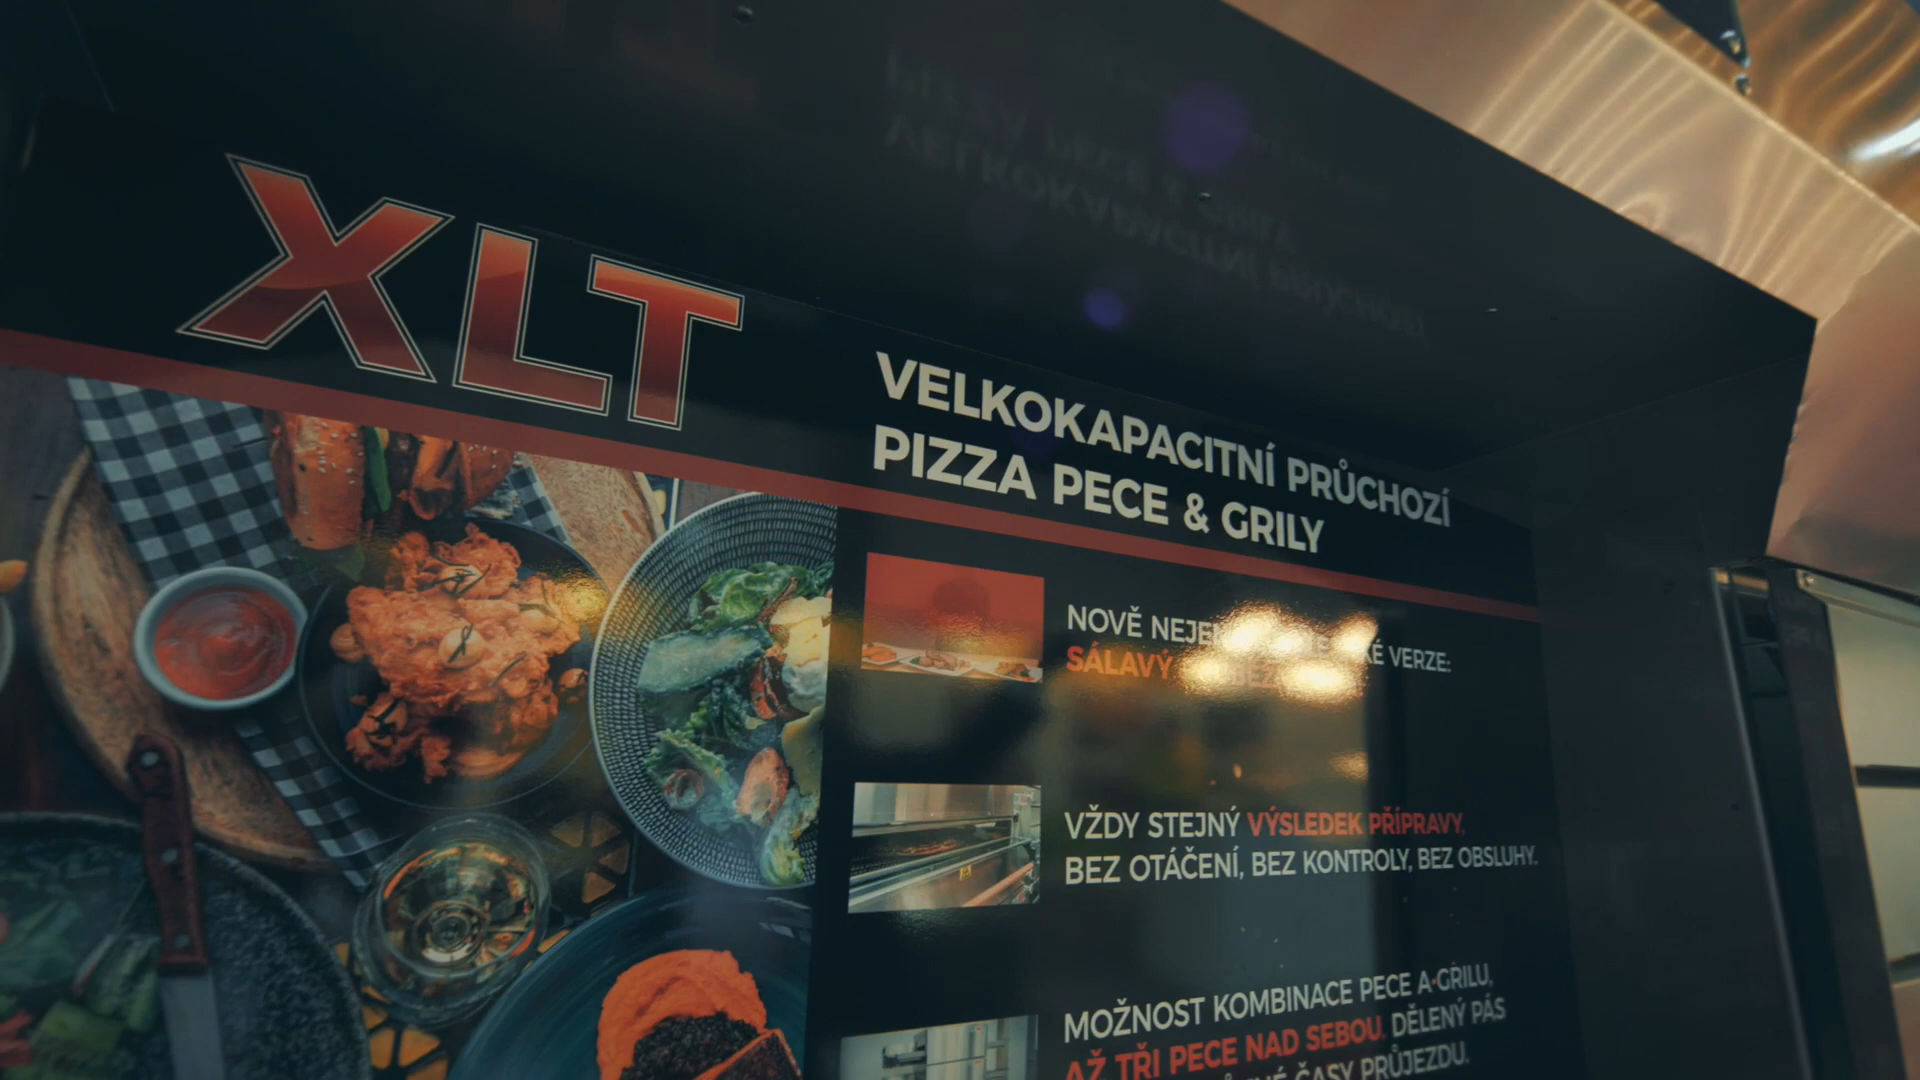 XLT
VELKOKAPACITNÍ PRŮCHOZÍ
PIZZA PECE & GRILY
NOVĚ VERZE:
SÁLAVÝ
VŽDY STEJNÝ VÝSLEDEK PŘÍPRAVY,
BEZ OTÁČENÍ, BEZ KONTROLY, BEZ OBSLUHY.
MOŽNOST KOMBINACE PECE A GRILU,
AŽ TŘI PECE NAD SEBOU, DĚLENÝ PÁS
ČASY PRŮJEZDU.